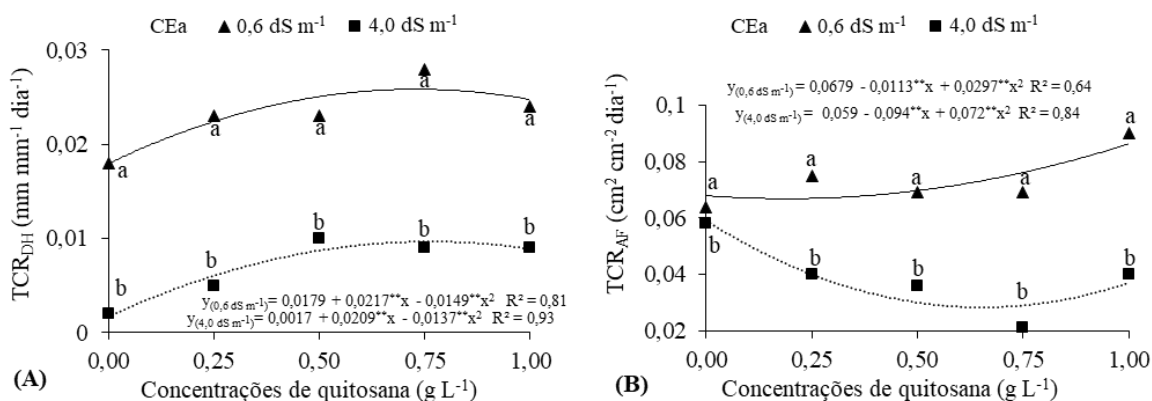 CEa ▲ 0,6 dS m⁻¹ ■ 4,0 dS m⁻¹
0,03
0,02
0,01
0
TCR_DH (mm mm⁻¹ dia⁻¹)
a
a
a
a
a
b
b
b
b
b
y(0,6 dS m⁻¹)= 0,0179 + 0,0217**x - 0,0149**x² R² = 0,81
y(4,0 dS m⁻¹)= 0,0017 + 0,0209**x - 0,0137**x² R² = 0,93
0,00 0,25 0,50 0,75 1,00
(A) Concentrações de quitosana (g L⁻¹)
CEa ▲ 0,6 dS m⁻¹ ■ 4,0 dS m⁻¹
y(0,6 dS m⁻¹)= 0,0679 - 0,0113**x + 0,0297**x² R² = 0,64
y(4,0 dS m⁻¹)= 0,059 -0,094**x + 0,072**x² R² = 0,84
0,1
0,08
0,06
0,04
0,02
TCR_AF (cm² cm⁻² dia⁻¹)
a
a
a
a
a
b
b
b
b
b
0,00 0,25 0,50 0,75 1,00
(B) Concentrações de quitosana (g L⁻¹)